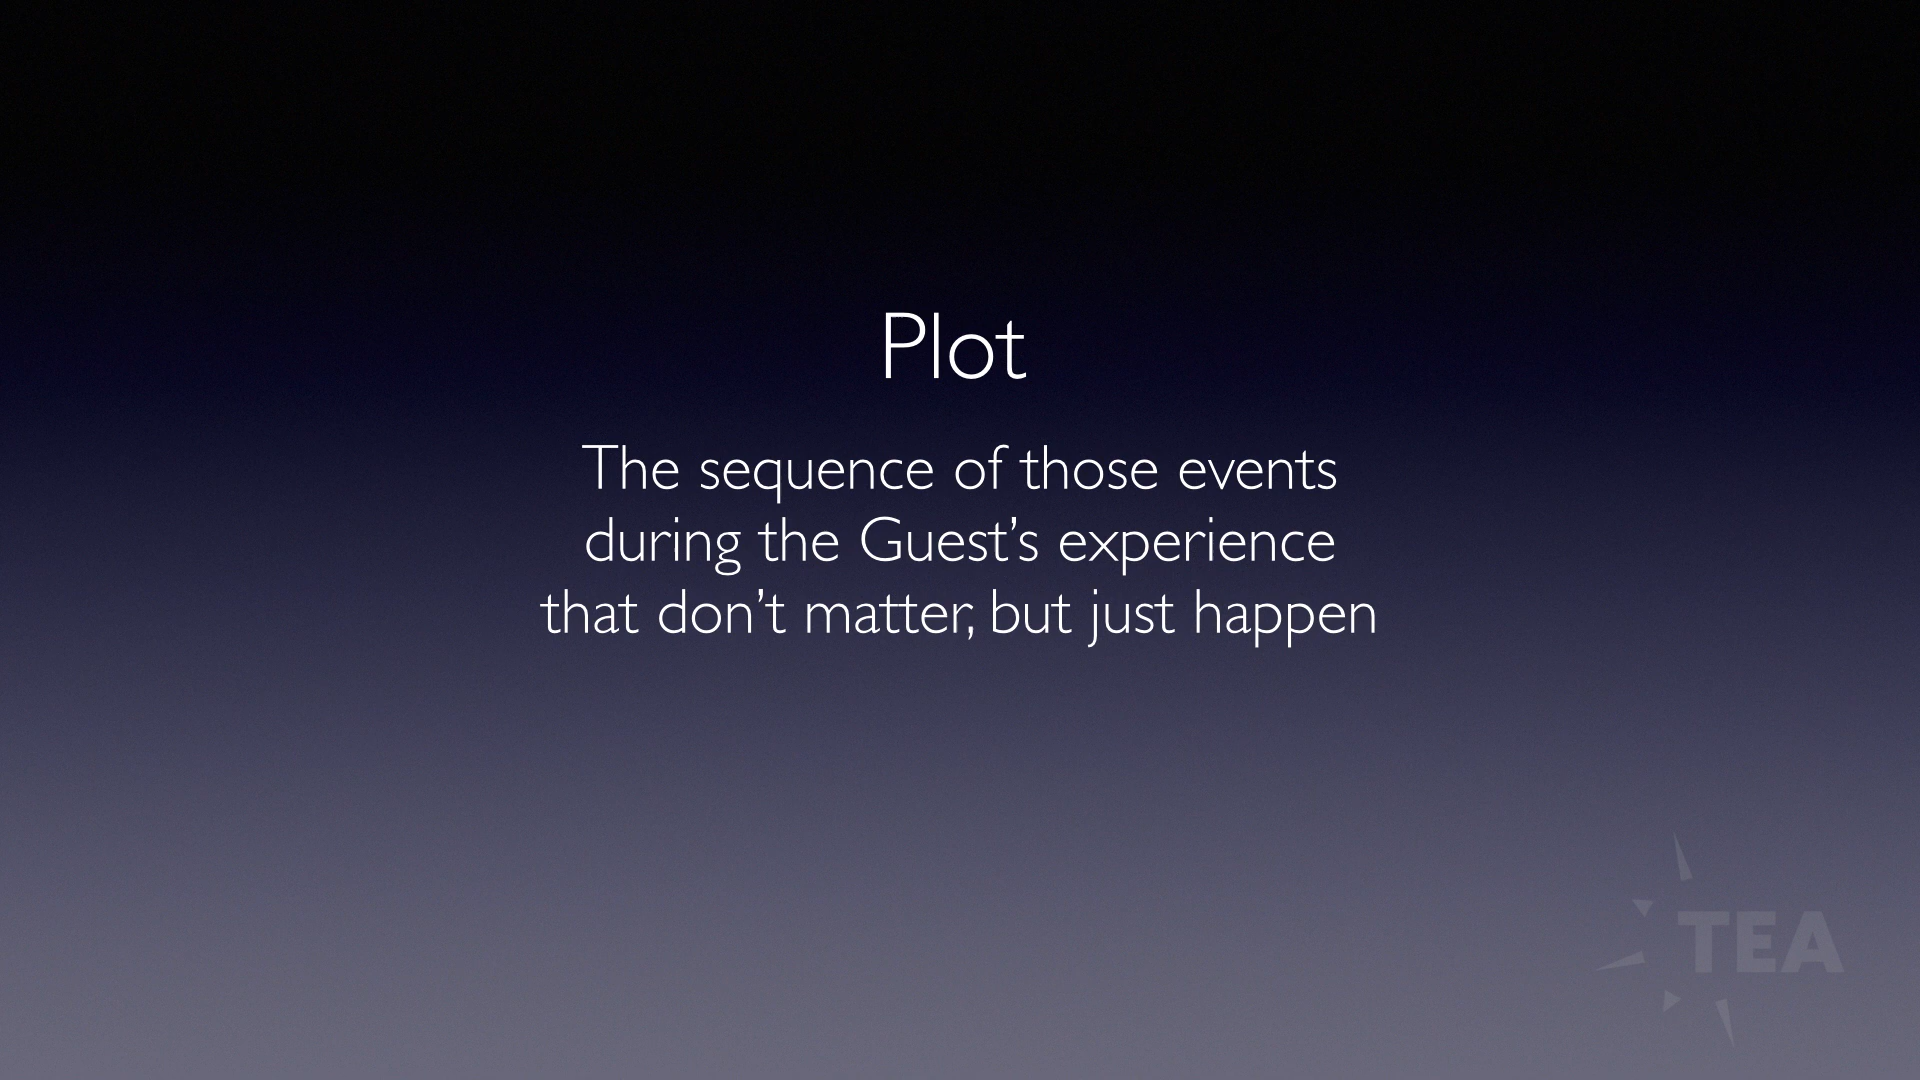 Plot
The sequence of those events
during the Guest’s experience
that don’t matter, but just happen
TEA